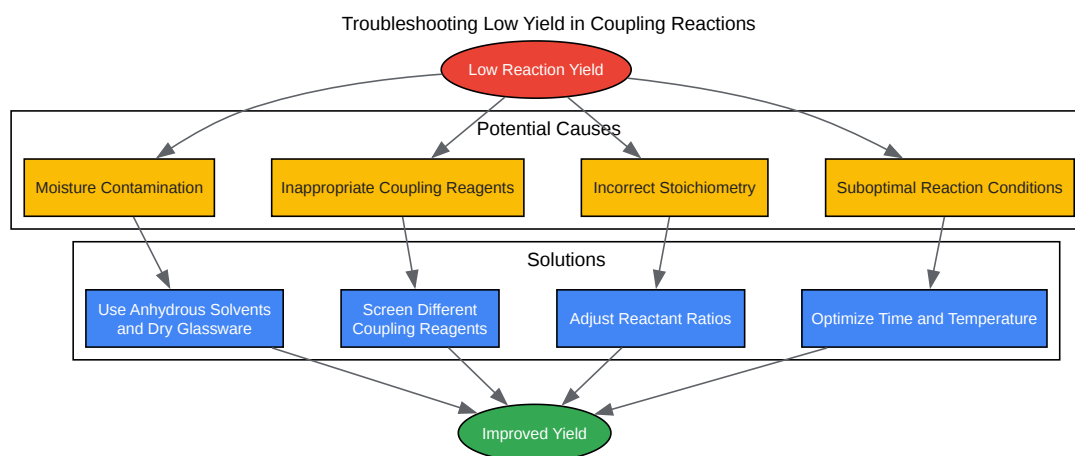 Troubleshooting Low Yield in Coupling Reactions
Low Reaction Yield
Potential Causes
Moisture Contamination
Inappropriate Coupling Reagents
Incorrect Stoichiometry
Suboptimal Reaction Conditions
Solutions
Use Anhydrous Solvents
and Dry Glassware
Screen Different
Coupling Reagents
Adjust Reactant Ratios
Optimize Time and Temperature
Improved Yield